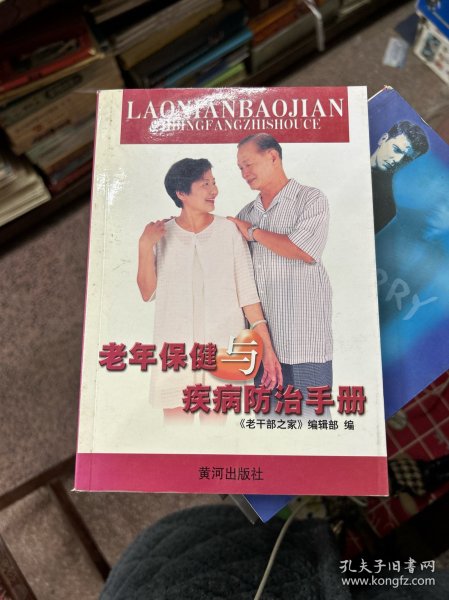 LAONIANBAOJIAN
JIBINGFANGZHISHOUCE
老年保健与
疾病防治手册
《老干部之家》编辑部 编
黄河出版社
ORY
孔夫子旧书网
www.kongfz.com